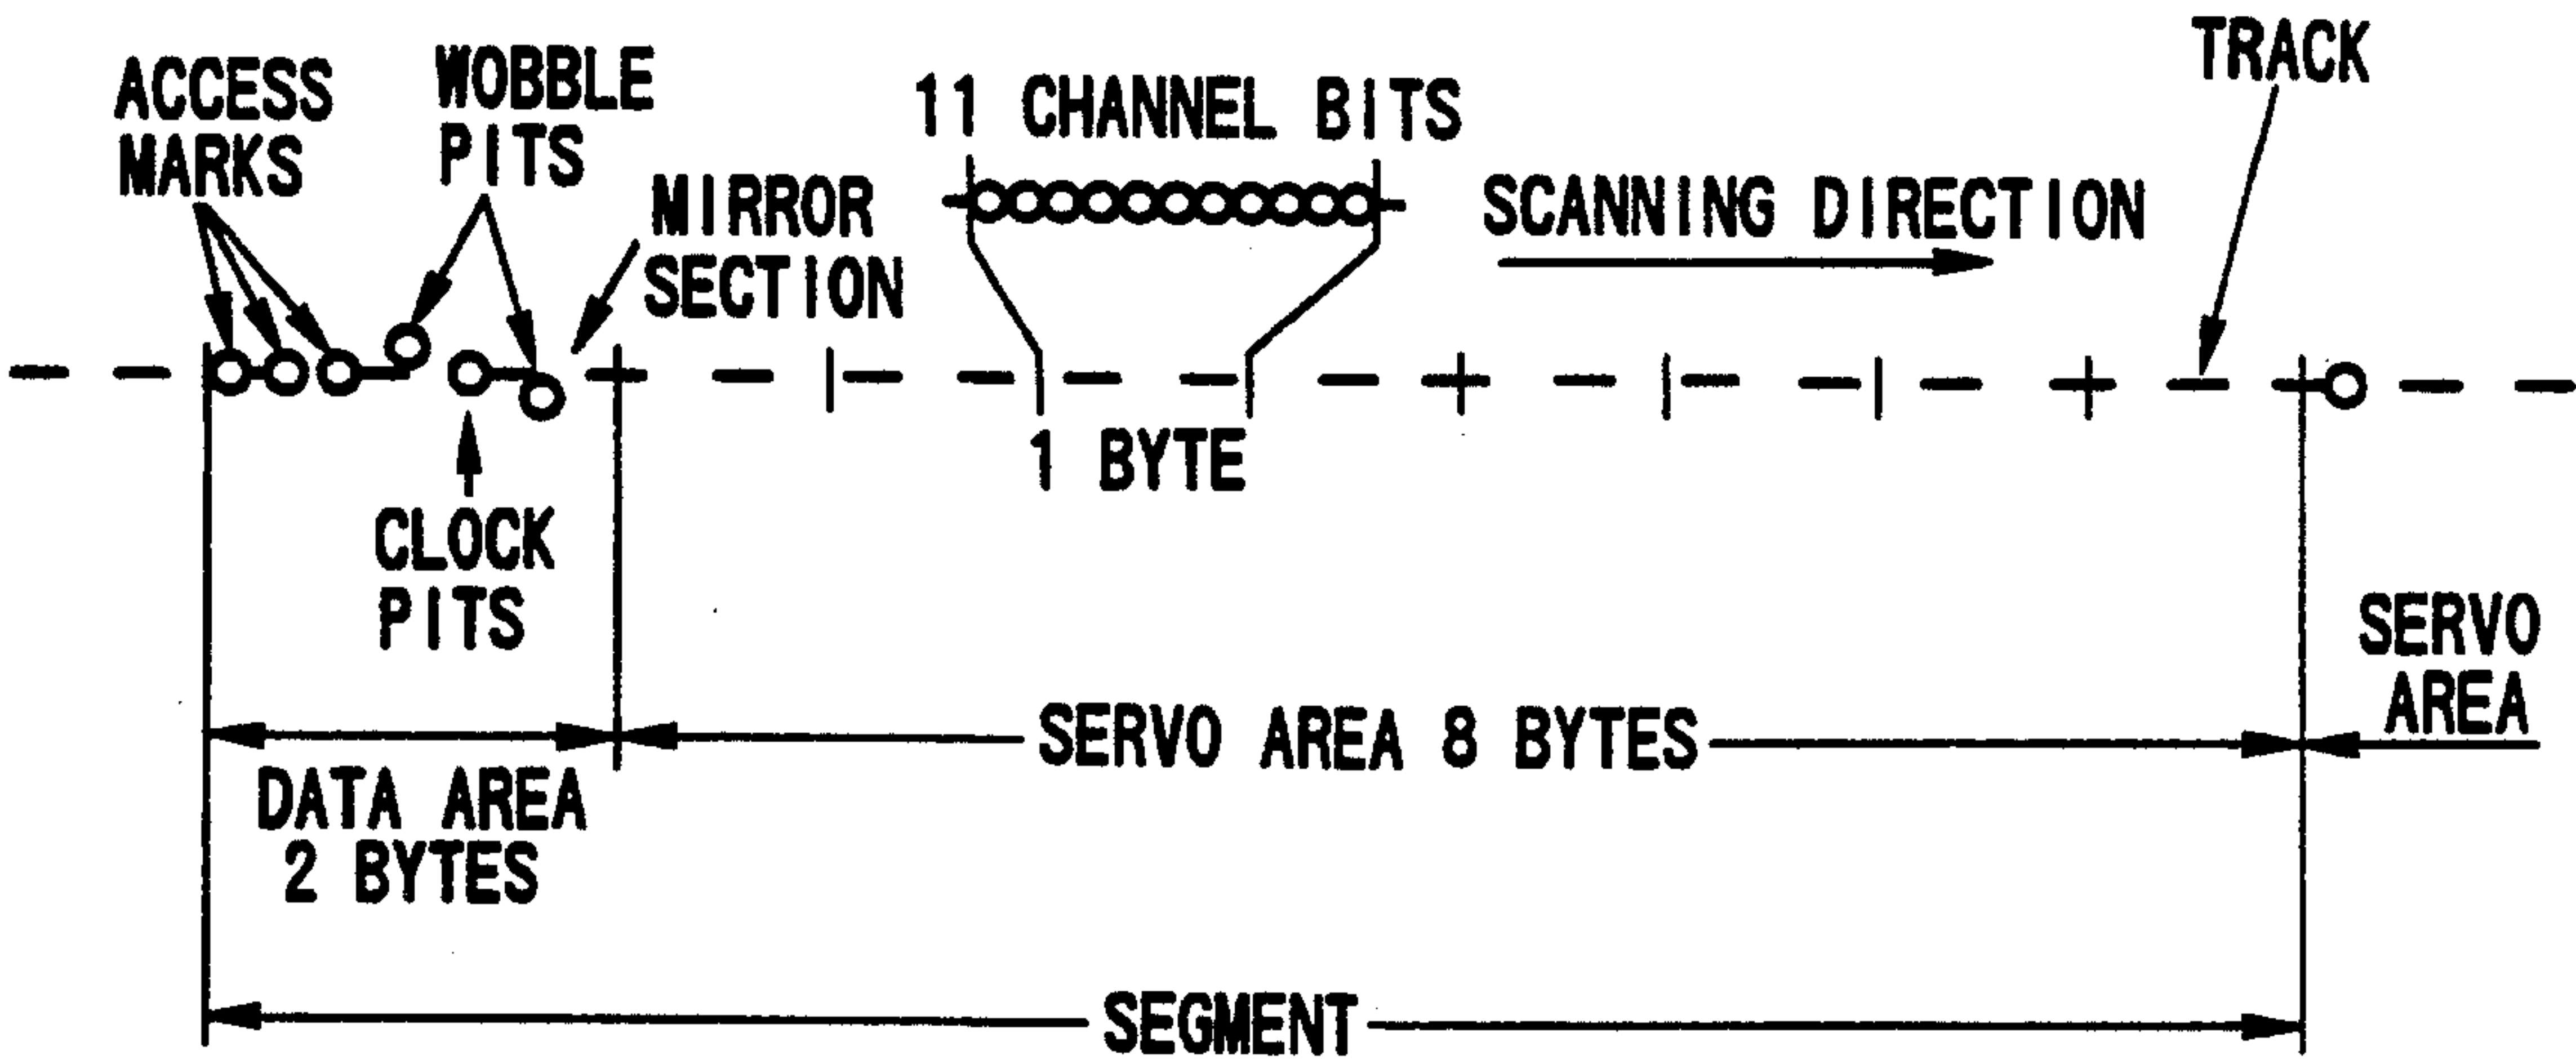 TRACK
ACCESS
MARKS
WOBBLE
PITS
11 CHANNEL BITS
MIRROR
SECTION
SCANNING DIRECTION
1 BYTE
CLOCK
PITS
SERVO
AREA
SERVO AREA 8 BYTES
DATA AREA
2 BYTES
SEGMENT